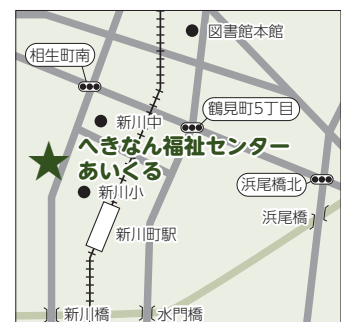 図書館本館
相生町南
鶴見町5丁目
新川中
へきなん福祉センター
あいくる
浜尾橋北
新川小
浜尾橋
新川町駅
新川橋
水門橋